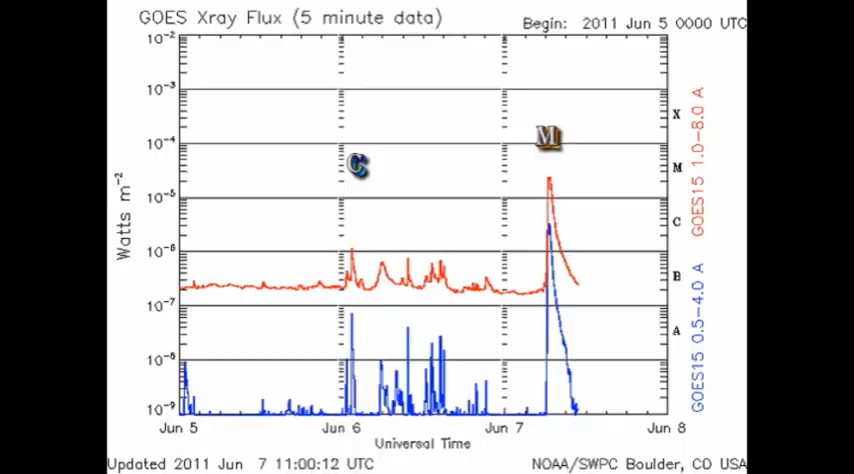 GOES Xray Flux (5 minute data)
Begin: 2011 Jun 5 0000 UTC
10⁻²
10⁻³
10⁻⁴
10⁻⁵
10⁻⁶
10⁻⁷
10⁻⁸
10⁻⁹
Watts m⁻²
C
M
X
M
C
B
A
GOES15 1.0-8.0 A
GOES15 0.5-4.0 A
Jun 5
Jun 6
Jun 7
Jun 8
Universal Time
Updated 2011 Jun 7 11:00:12 UTC
NOAA/SWPC Boulder, CO USA